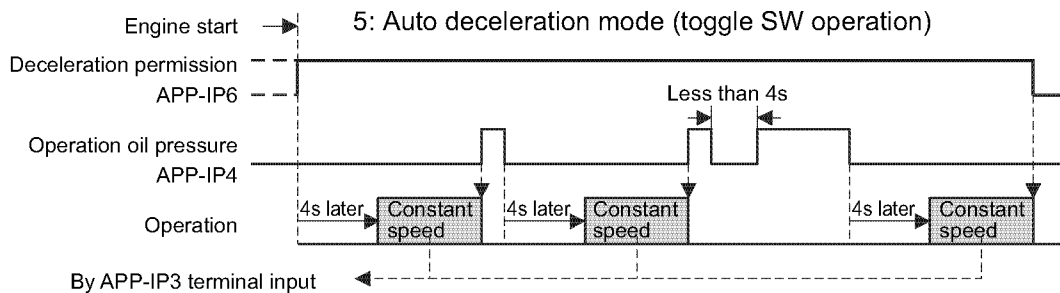 Engine start
5: Auto deceleration mode (toggle SW operation)
Deceleration permission
APP-IP6
Less than 4s
Operation oil pressure
APP-IP4
Operation
4s later
Constant
speed
4s later
Constant
speed
4s later
Constant
speed
By APP-IP3 terminal input